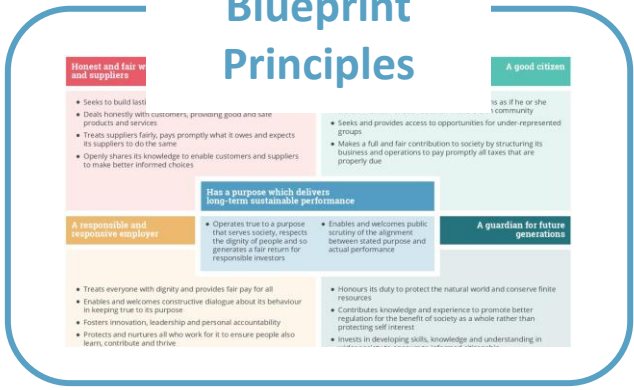 Blueprint
Principles
Honest and fair w
and suppliers
A good citizen
Seeks to build lasti
Deals honestly with customers, providing good and safe
products and services
Treats suppliers fairly, pays promptly what it owes and expects
its suppliers to do the same
Openly shares its knowledge to enable customers and suppliers
to make better informed choices
s as if he or she
community
Seeks and provides access to opportunities for under-represented
groups
Makes a full and fair contribution to society by structuring its
business and operations to pay promptly all taxes that are
properly due
Has a purpose which delivers
long-term sustainable performance
Operates true to a purpose
that serves society, respects
the dignity of people and so
generates a fair return for
responsible investors
Enables and welcomes public
scrutiny of the alignment
between stated purpose and
actual performance
A responsible and
responsive employer
A guardian for future
generations
Treats everyone with dignity and provides fair pay for all
Enables and welcomes constructive dialogue about its behaviour
in keeping true to its purpose
Fosters innovation, leadership and personal accountability
Protects and nurtures all who work for it to ensure people also
learn, contribute and thrive
Honours its duty to protect the natural world and conserve finite
resources
Contributes knowledge and experience to promote better
regulation for the benefit of society as a whole rather than
protecting self interest
Invests in developing skills, knowledge and understanding in